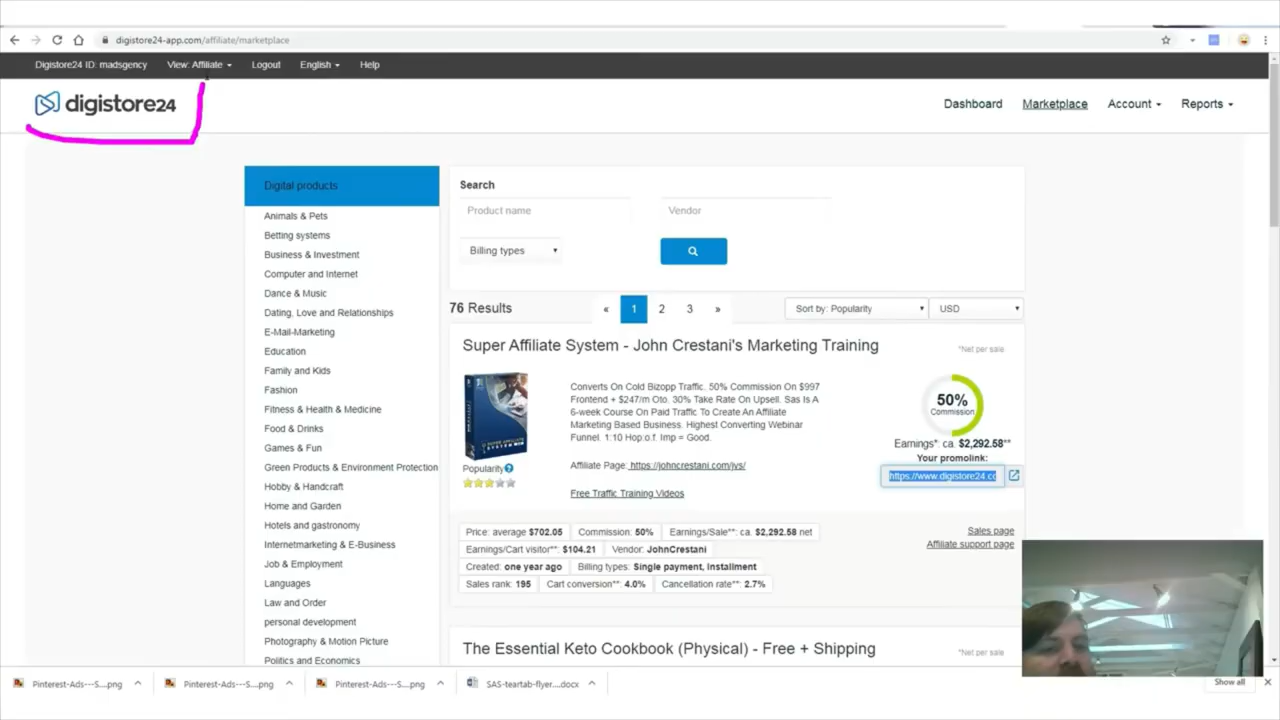 digistore24-app.com/affiliate/marketplace
Digistore24 ID: madsgency View: Affiliate Logout English Help
digistore24 Dashboard Marketplace Account Reports
Digital products
Animals & Pets
Betting systems
Business & Investment
Computer and Internet
Dance & Music
Dating, Love and Relationships
E-Mail-Marketing
Education
Family and Kids
Fashion
Fitness & Health & Medicine
Food & Drinks
Games & Fun
Green Products & Environment Protection
Hobby & Handcraft
Home and Garden
Hotels and gastronomy
Internetmarketing & E-Business
Job & Employment
Languages
Law and Order
personal development
Photography & Motion Picture
Politics and Economics
Search
Product name Vendor
Billing types
76 Results « 1 2 3 » Sort by: Popularity USD
Super Affiliate System - John Crestani's Marketing Training
*Net per sale
Converts On Cold Bizopp Traffic. 50% Commission On $997
Frontend + $247/m Oto. 30% Take Rate On Upsell. Sas Is A
6-week Course On Paid Traffic To Create An Affiliate
Marketing Based Business. Highest Converting Webinar
Funnel. 1:10 Hop.o.f. Imp = Good.
Affiliate Page: https://johncrestani.com/jvs/
Free Traffic Training Videos
Popularity
50%
Commission
Earnings*: ca. $2,292.58**
Your promolink:
https://www.digistore24.cc
Price: average $702.05 Commission: 50% Earnings/Sale**: ca. $2,292.58 net
Earnings/Cart visitor**: $104.21 Vendor: JohnCrestani
Created: one year ago Billing types: Single payment, Installment
Sales rank: 195 Cart conversion**: 4.0% Cancellation rate**: 2.7%
Sales page
Affiliate support page
The Essential Keto Cookbook (Physical) - Free + Shipping
*Net per sale
Pinterest-Ads---S....png Pinterest-Ads---S....png Pinterest-Ads---S....png SAS-teartab-flyer....docx Show all